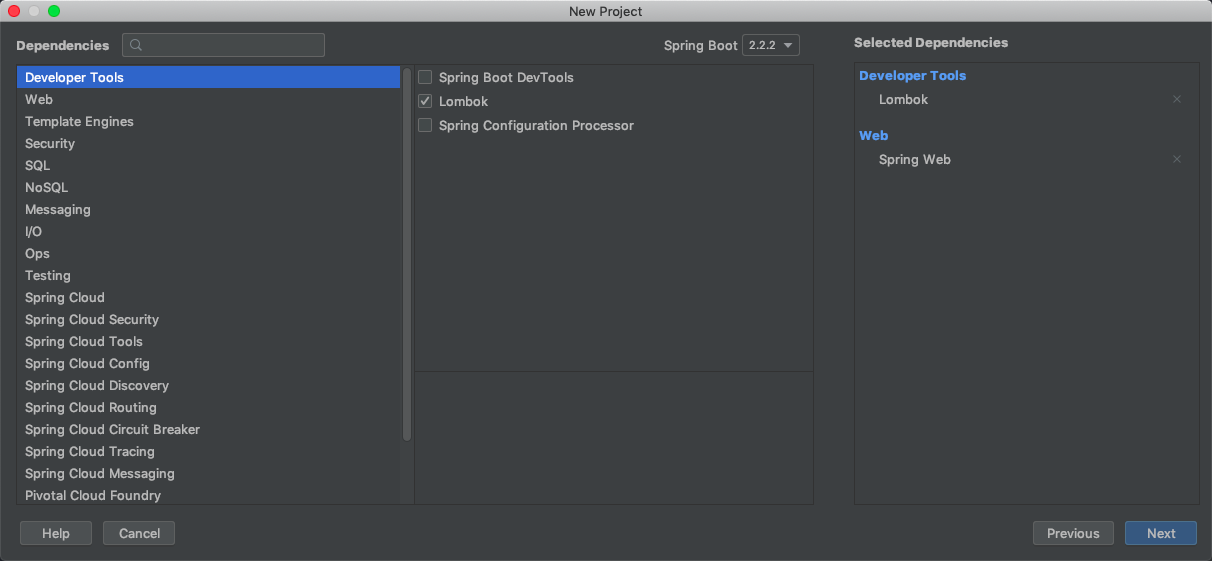 New Project
Dependencies
Spring Boot 2.2.2
Selected Dependencies
Developer Tools
Web
Template Engines
Security
SQL
NoSQL
Messaging
I/O
Ops
Testing
Spring Cloud
Spring Cloud Security
Spring Cloud Tools
Spring Cloud Config
Spring Cloud Discovery
Spring Cloud Routing
Spring Cloud Circuit Breaker
Spring Cloud Tracing
Spring Cloud Messaging
Pivotal Cloud Foundry
Spring Boot DevTools
Lombok
Spring Configuration Processor
Developer Tools
Lombok
Web
Spring Web
Help
Cancel
Previous
Next